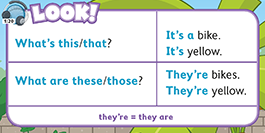 1:29
LOOK!
What's this/that?
It's a bike.
It's yellow.
What are these/those?
They're bikes.
They're yellow.
they're = they are